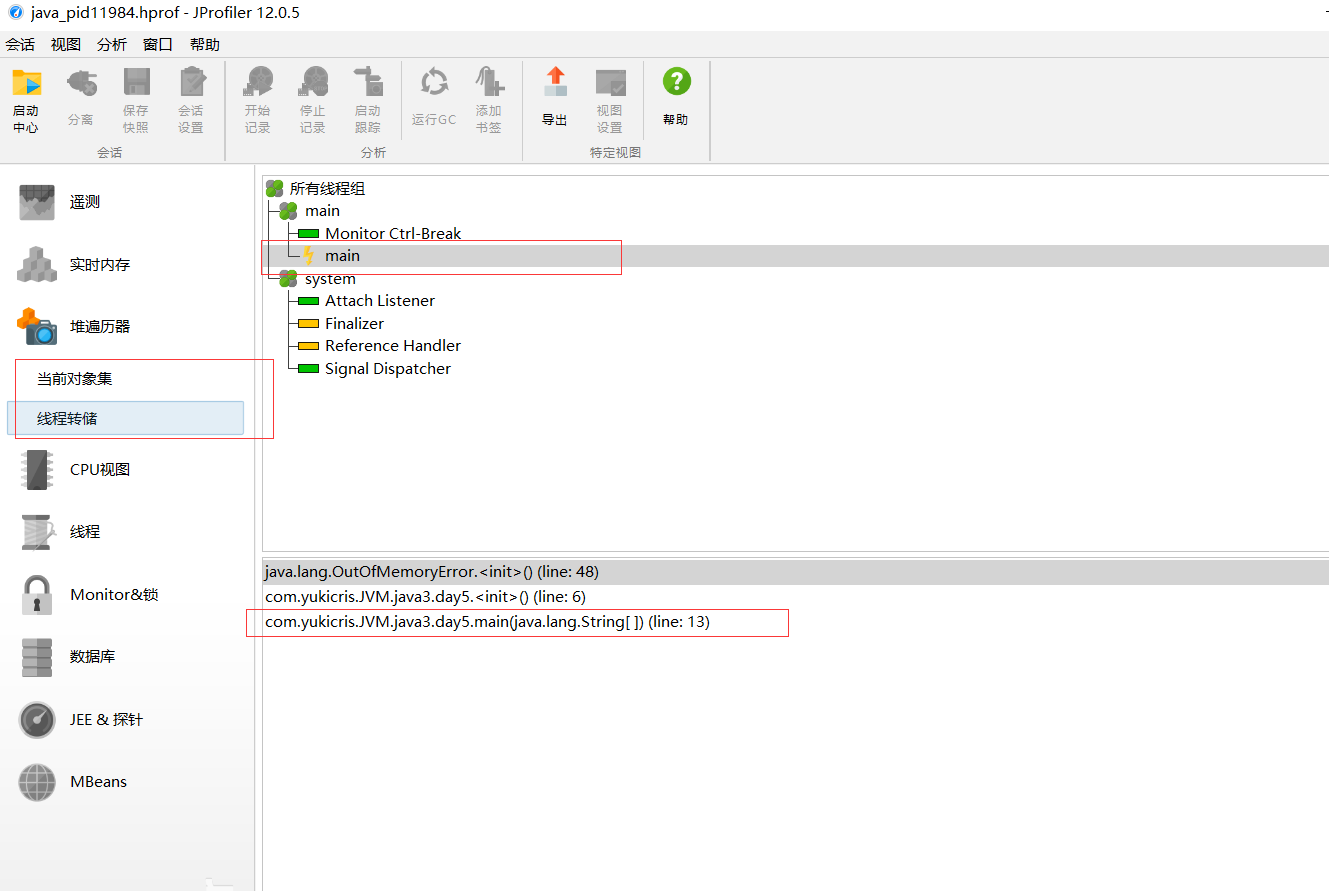 java_pid11984.hprof - JProfiler 12.0.5
会话 视图 分析 窗口 帮助
启动中心 分离 保存快照 会话设置 开始记录 停止记录 启动跟踪 运行GC 添加书签 导出 视图设置 帮助
会话 分析 特定视图
遥测
实时内存
堆遍历器
当前对象集
线程转储
CPU视图
线程
Monitor&锁
数据库
JEE & 探针
MBeans
所有线程组
main
Monitor Ctrl-Break
main
system
Attach Listener
Finalizer
Reference Handler
Signal Dispatcher
java.lang.OutOfMemoryError.<init>() (line: 48)
com.yukicris.JVM.java3.day5.<init>() (line: 6)
com.yukicris.JVM.java3.day5.main(java.lang.String[ ]) (line: 13)